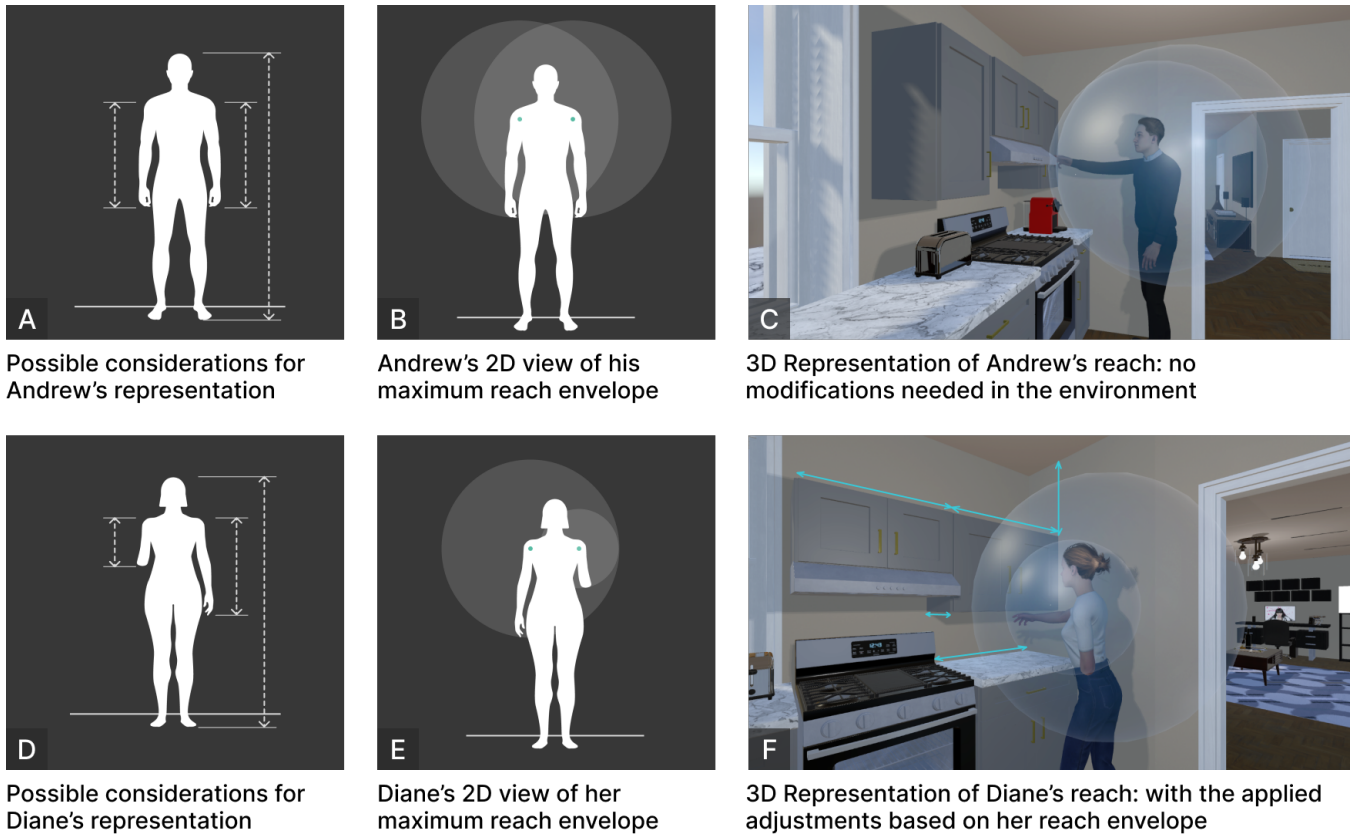 A
B
C
Possible considerations for
Andrew’s representation
Andrew’s 2D view of his
maximum reach envelope
3D Representation of Andrew’s reach: no
modifications needed in the environment
D
E
F
Possible considerations for
Diane’s representation
Diane’s 2D view of her
maximum reach envelope
3D Representation of Diane’s reach: with the applied
adjustments based on her reach envelope